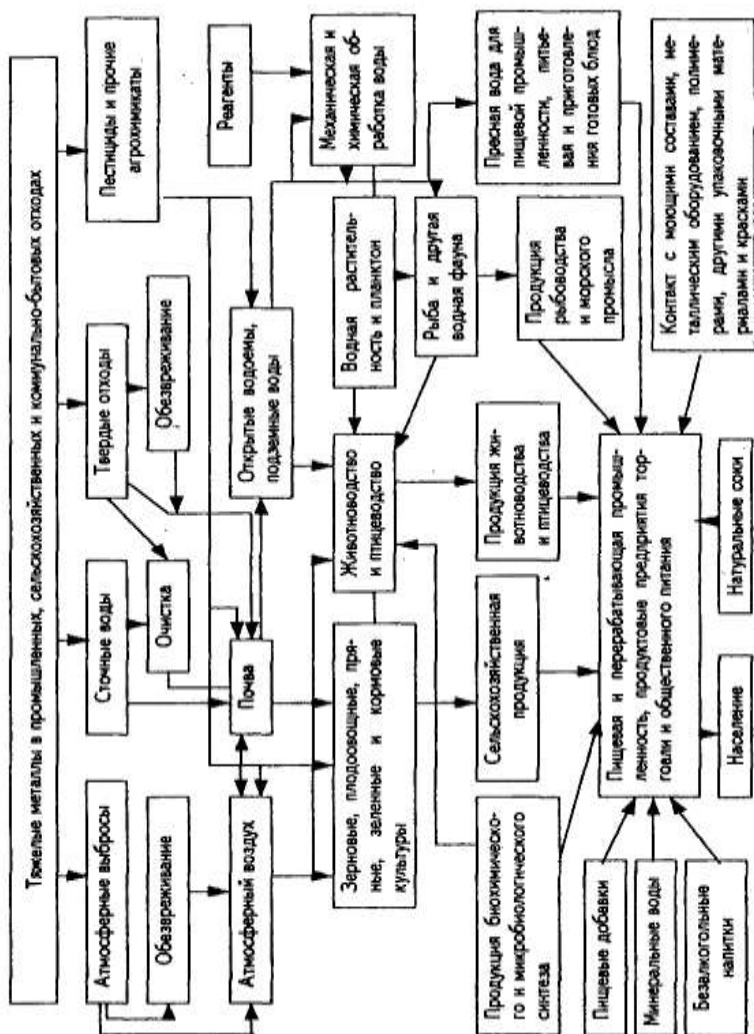 Тяжелые металлы в промышленных, сельскохозяйственных и коммунально-бытовых отходах
Атмосферные выбросы
Сточные воды
Твердые отходы
Пестициды и прочие
агрохимикаты
Обезвреживание
Очистка
Обезвреживание
Реагенты
Атмосферный воздух
Почва
Открытые водоемы,
подземные воды
Механическая и
химическая об-
работка воды
Зерновые, плодоовощные, пря-
ные, зеленные и кормовые
культуры
Животноводство
и птицеводство
Водная раститель-
ность и планктон
Рыба и другая
водная фауна
Продукция биохимическо-
го и микробиологического
синтеза
Сельскохозяйственная
продукция
Продукция жи-
вотноводства
и птицеводства
Продукция
рыбоводства
и морского
промысла
Пресная вода для
пищевой промыш-
ленности, питье-
вая и приготовле-
ния готовых блюд
Пищевые добавки
Минеральные воды
Безалкогольные
напитки
Пищевая и перерабатывающая промыш-
ленность, продуктовые предприятия тор-
говли и общественного питания
Население
Натуральные соки
Контакт с моющими составами, ме-
таллическим оборудованием, полиме-
рами, другими упаковочными мате-
риалами и красками